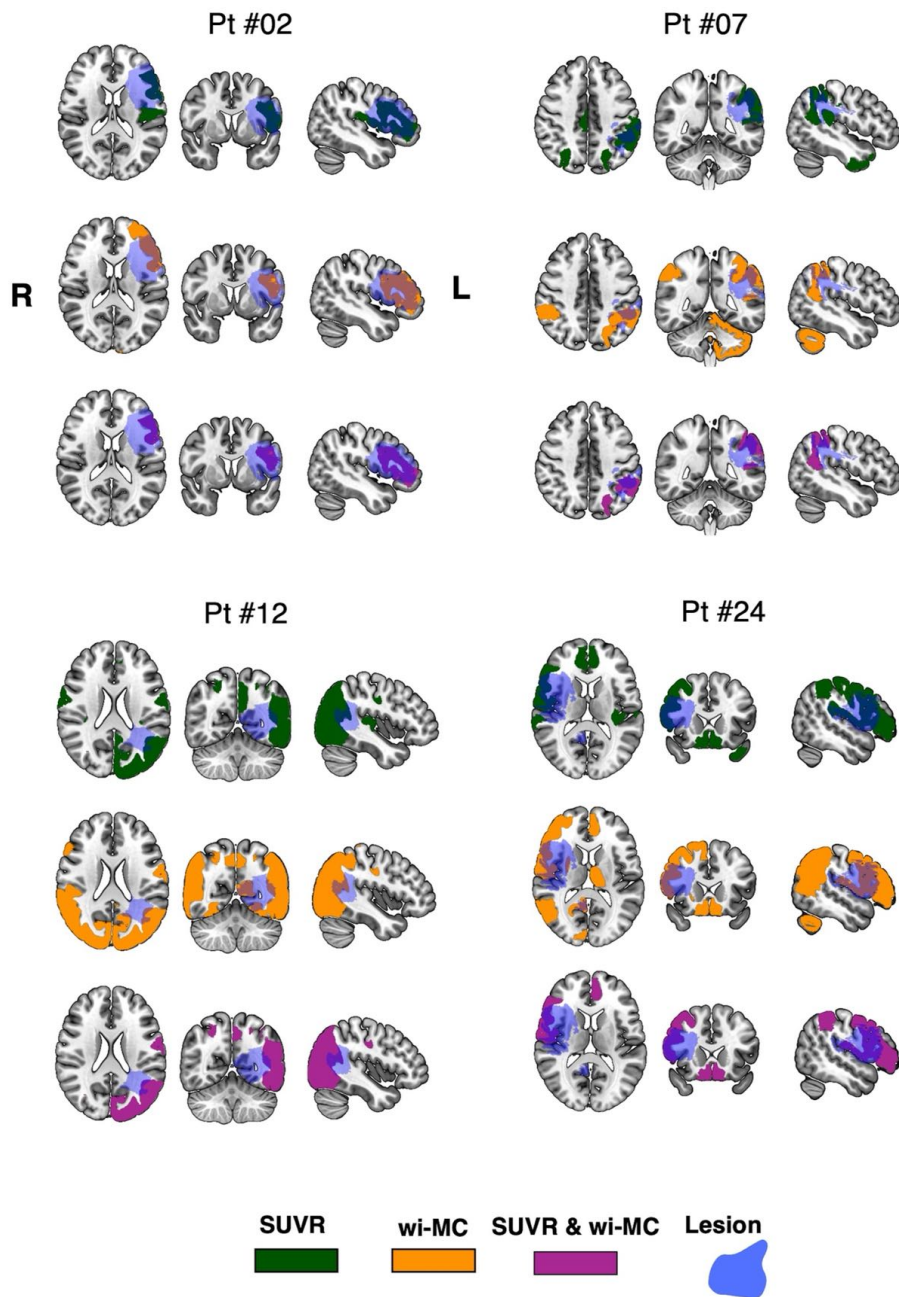 Pt #02
Pt #07
R
L
Pt #12
Pt #24
SUVR
wi-MC
SUVR & wi-MC
Lesion